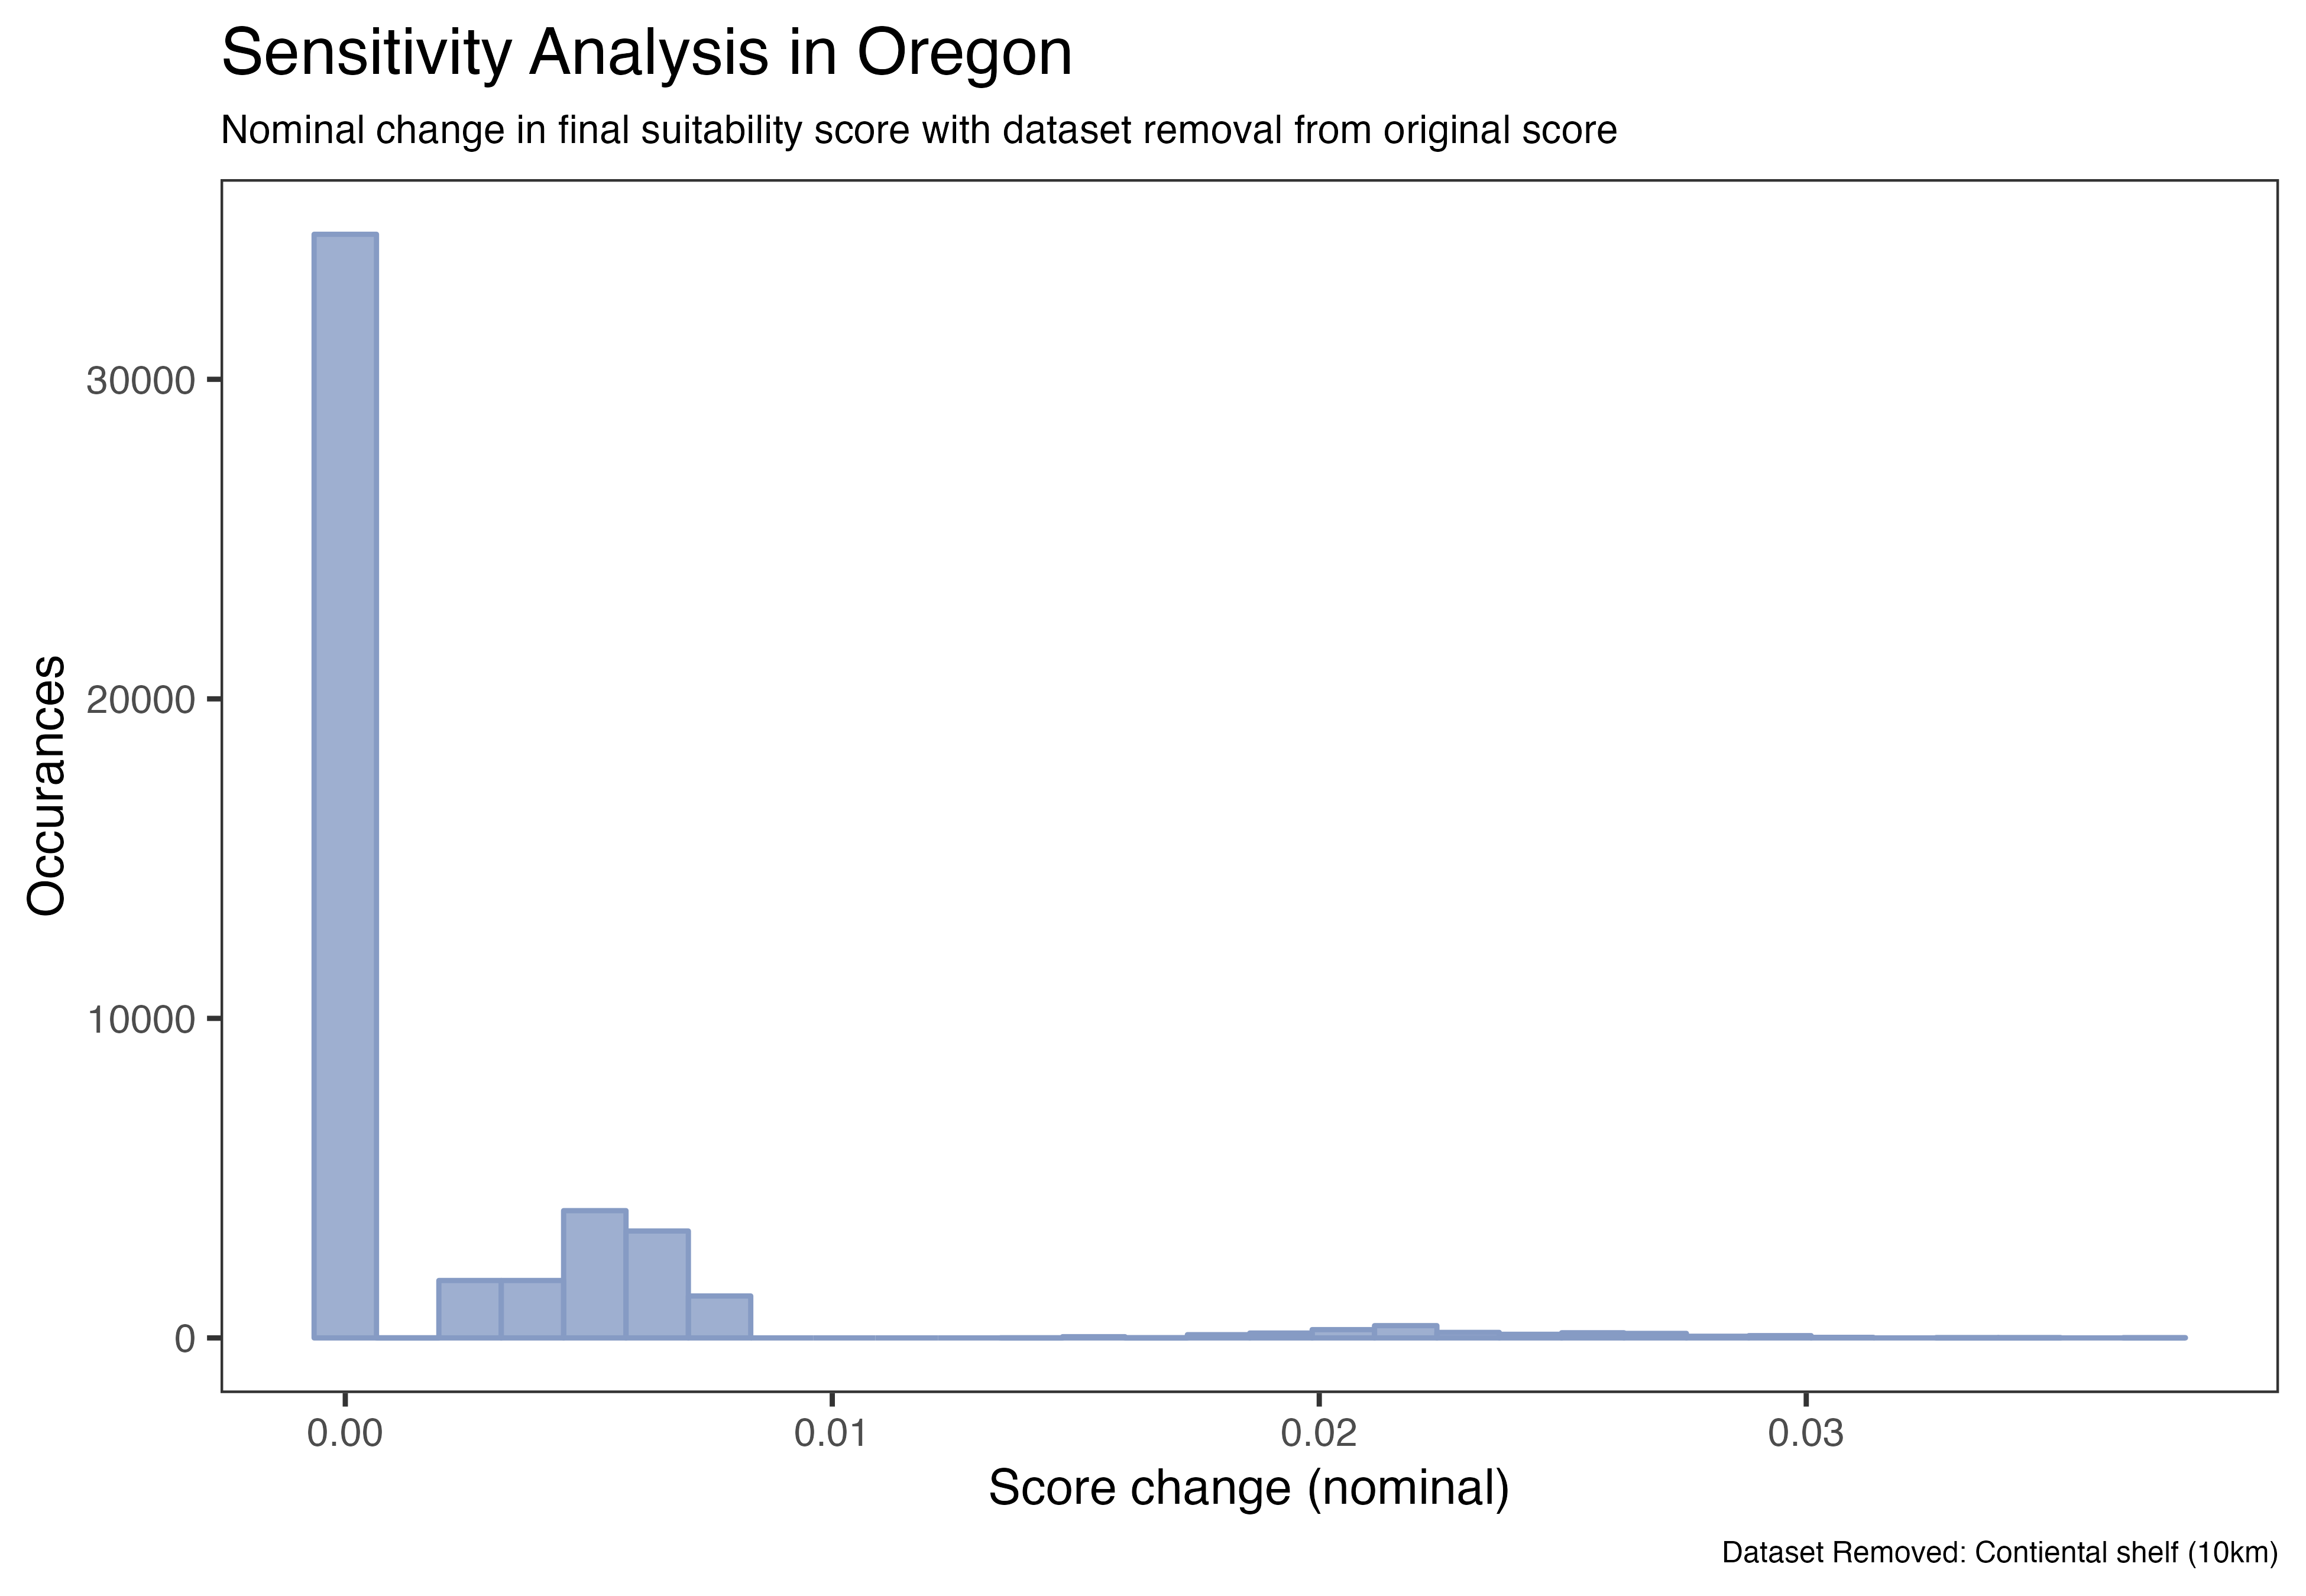 Sensitivity Analysis in Oregon
Nominal change in final suitability score with dataset removal from original score
Occurances
30000
20000
10000
0
0.00 0.01 0.02 0.03
Score change (nominal)
Dataset Removed: Contiental shelf (10km)